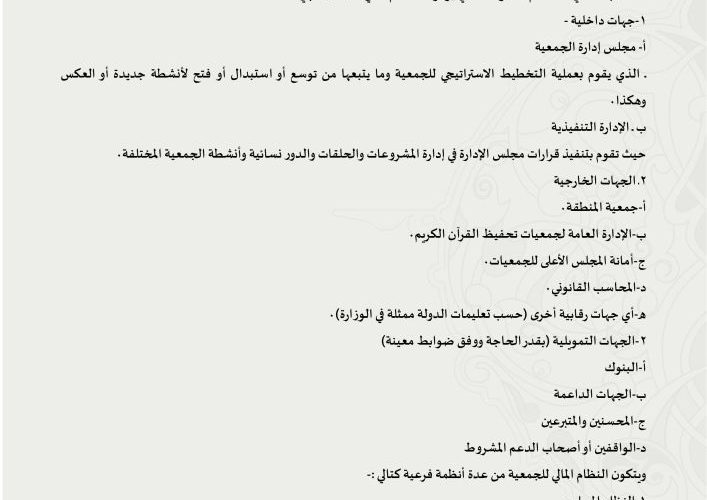 ١-جهات داخلية -
أ- مجلس إدارة الجمعية
. الذي يقوم بعملية التخطيط الاستراتيجي للجمعية وما يتبعها من توسع أو استبدال أو فتح لأنشطة جديدة أو العكس
وهكذا.
ب. الإدارة التنفيذية
حيث تقوم بتنفيذ قرارات مجلس الإدارة في إدارة المشروعات والحلقات والدور نسائية وأنشطة الجمعية المختلفة.
٢. الجهات الخارجية
أ-جمعية المنطقة.
ب-الإدارة العامة لجمعيات تحفيظ القرآن الكريم.
ج-أمانة المجلس الأعلى للجمعيات.
د-المحاسب القانوني.
ه-أي جهات رقابية أخرى (حسب تعليمات الدولة ممثلة في الوزارة).
٢-الجهات التمويلية (بقدر الحاجة ووفق ضوابط معينة)
أ-البنوك
ب-الجهات الداعمة
ج-المحسنين والمتبرعين
د-الواقفين أو أصحاب الدعم المشروط
ويتكون النظام المالي للجمعية من عدة أنظمة فرعية كتالي :-